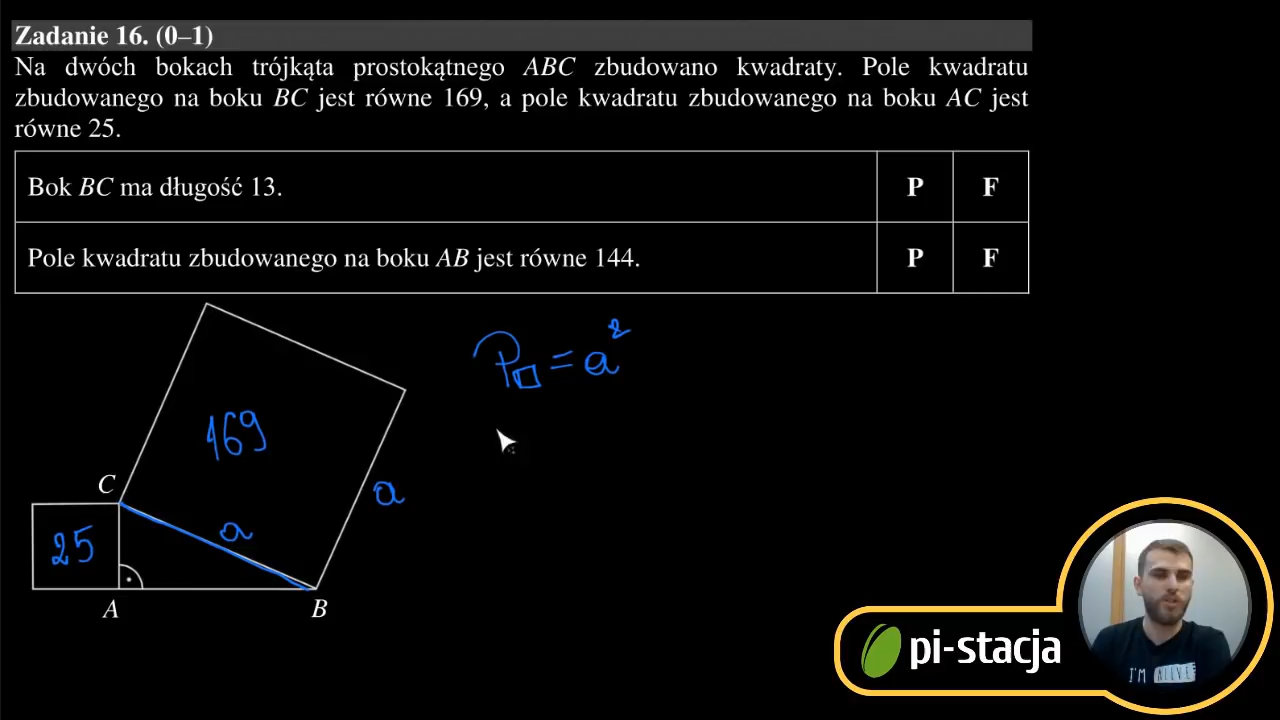 Zadanie 16. (0–1)
Na dwóch bokach trójkąta prostokątnego ABC zbudowano kwadraty. Pole kwadratu
zbudowanego na boku BC jest równe 169, a pole kwadratu zbudowanego na boku AC jest
równe 25.
Bok BC ma długość 13. P F
Pole kwadratu zbudowanego na boku AB jest równe 144. P F
P□ = a²
169
C
a
a
25
A
B
pi-stacja
I'M ALIVE